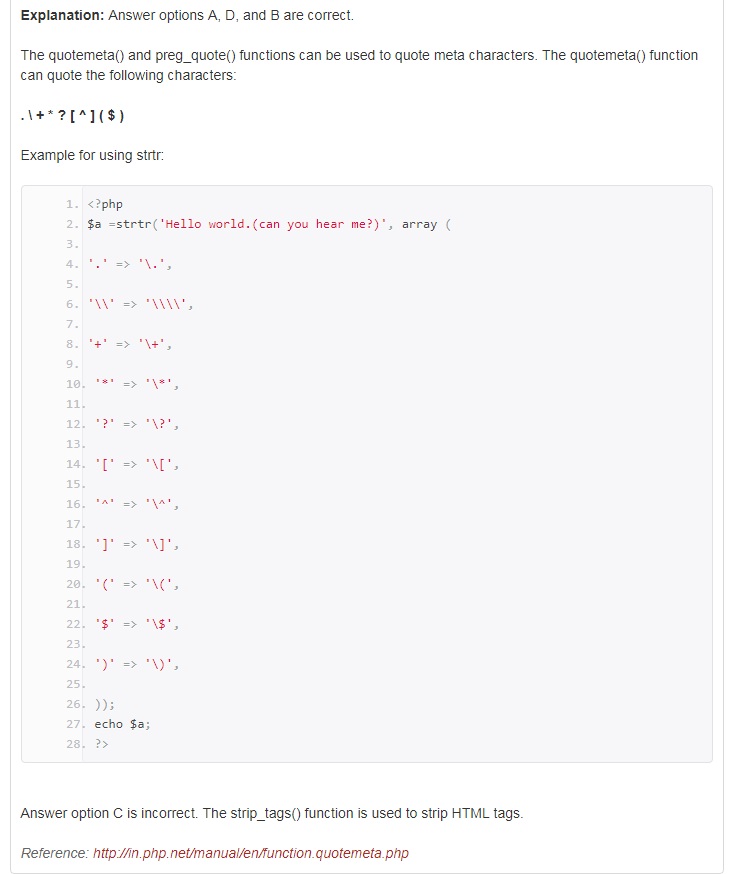 Explanation: Answer options A, D, and B are correct.
The quotemeta() and preg_quote() functions can be used to quote meta characters. The quotemeta() function
can quote the following characters:
. \ + * ? [ ^ ] ( $ )
Example for using strtr:
1. <?php
2. $a =strtr('Hello world.(can you hear me?)', array (
3.
4. '.' => '\.',
5.
6. '\\' => '\\\\',
7.
8. '+' => '\+',
9.
10. '*' => '\*',
11.
12. '?' => '\?',
13.
14. '[' => '\[',
15.
16. '^' => '\^',
17.
18. ']' => '\]',
19.
20. '(' => '\(',
21.
22. '$' => '\$',
23.
24. ')' => '\)',
25.
26. ));
27. echo $a;
28. ?>
Answer option C is incorrect. The strip_tags() function is used to strip HTML tags.
Reference: http://in.php.net/manual/en/function.quotemeta.php